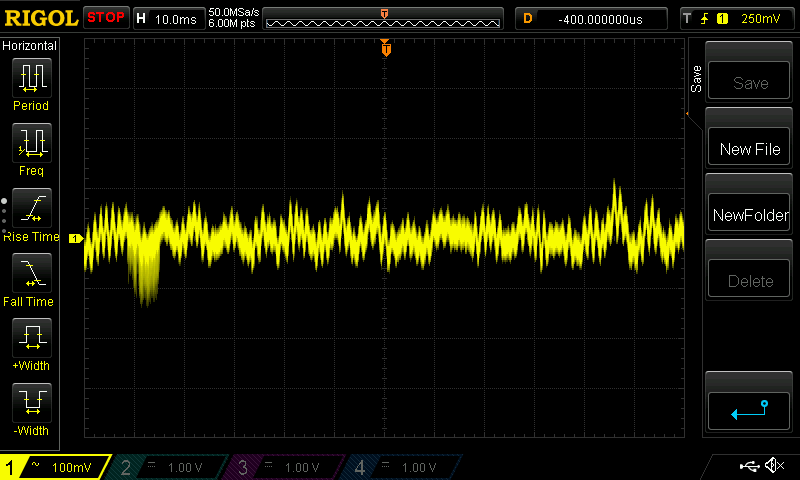 RIGOL STOP H 10.0ms 50.0MSa/s 6.00M pts T D -400.000000us T 1 250mV
Horizontal
T
Period
Freq
Rise Time
Fall Time
+Width
-Width
1
Save
Save
New File
NewFolder
Delete
1 ~ 100mV 2 1.00 V 3 1.00 V 4 1.00 V